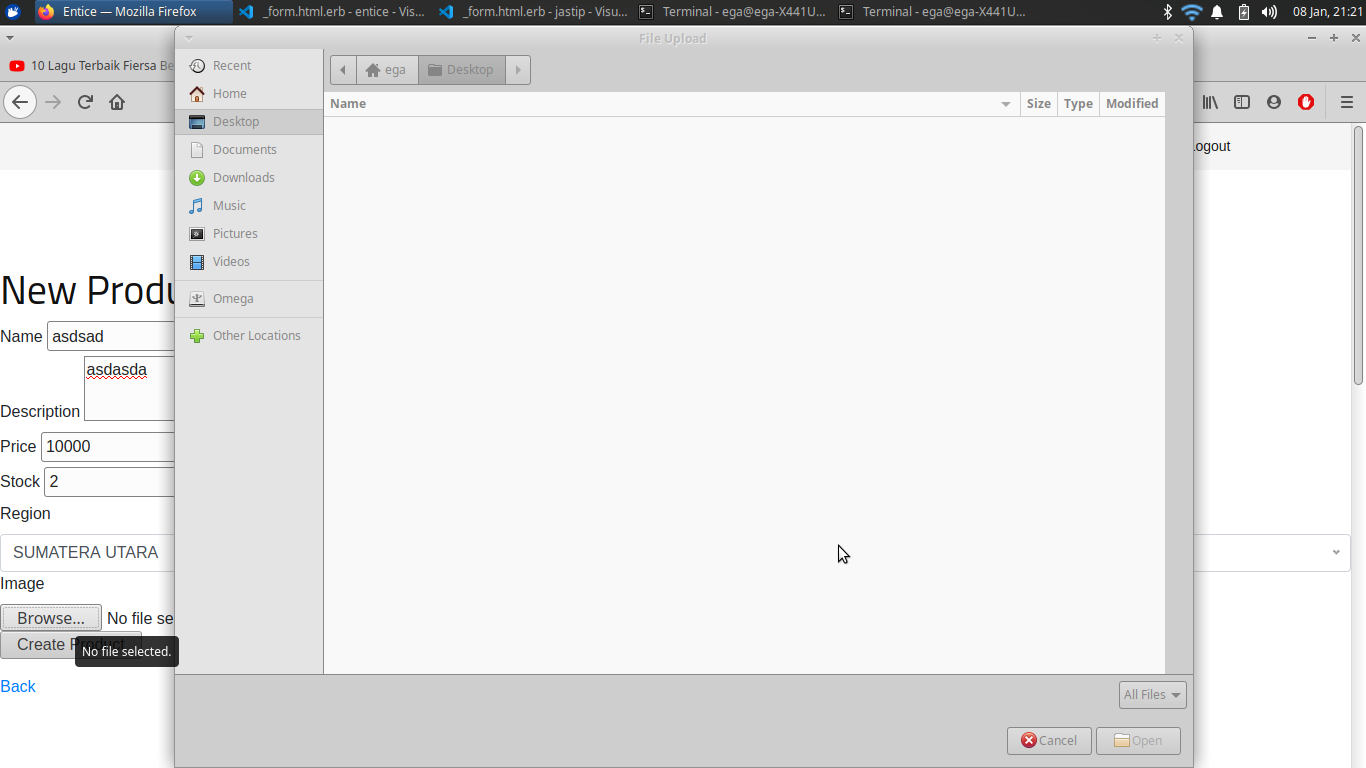 Entice — Mozilla Firefox
_form.html.erb - entice - Vis...
_form.html.erb - jastip - Visu...
Terminal - ega@ega-X441U...
Terminal - ega@ega-X441U...
08 Jan, 21:21
File Upload
10 Lagu Terbaik Fiersa Be
Recent
Home
Desktop
Documents
Downloads
Music
Pictures
Videos
Omega
Other Locations
ega
Desktop
Name
Size
Type
Modified
Logout
New Produ
Name
asdsad
Description
asdasda
Price
10000
Stock
2
Region
SUMATERA UTARA
Image
Browse...
No file se
Create Product
No file selected.
Back
All Files
Cancel
Open